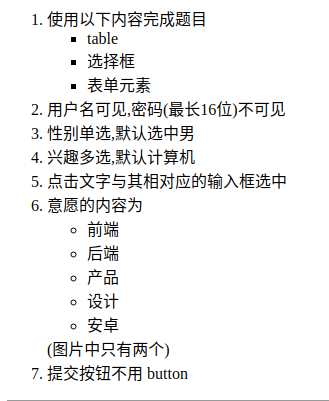 1. 使用以下内容完成题目
table
选择框
表单元素
2. 用户名可见,密码(最长16位)不可见
3. 性别单选,默认选中男
4. 兴趣多选,默认计算机
5. 点击文字与其相对应的输入框选中
6. 意愿的内容为
前端
后端
产品
设计
安卓
(图片中只有两个)
7. 提交按钮不用 button